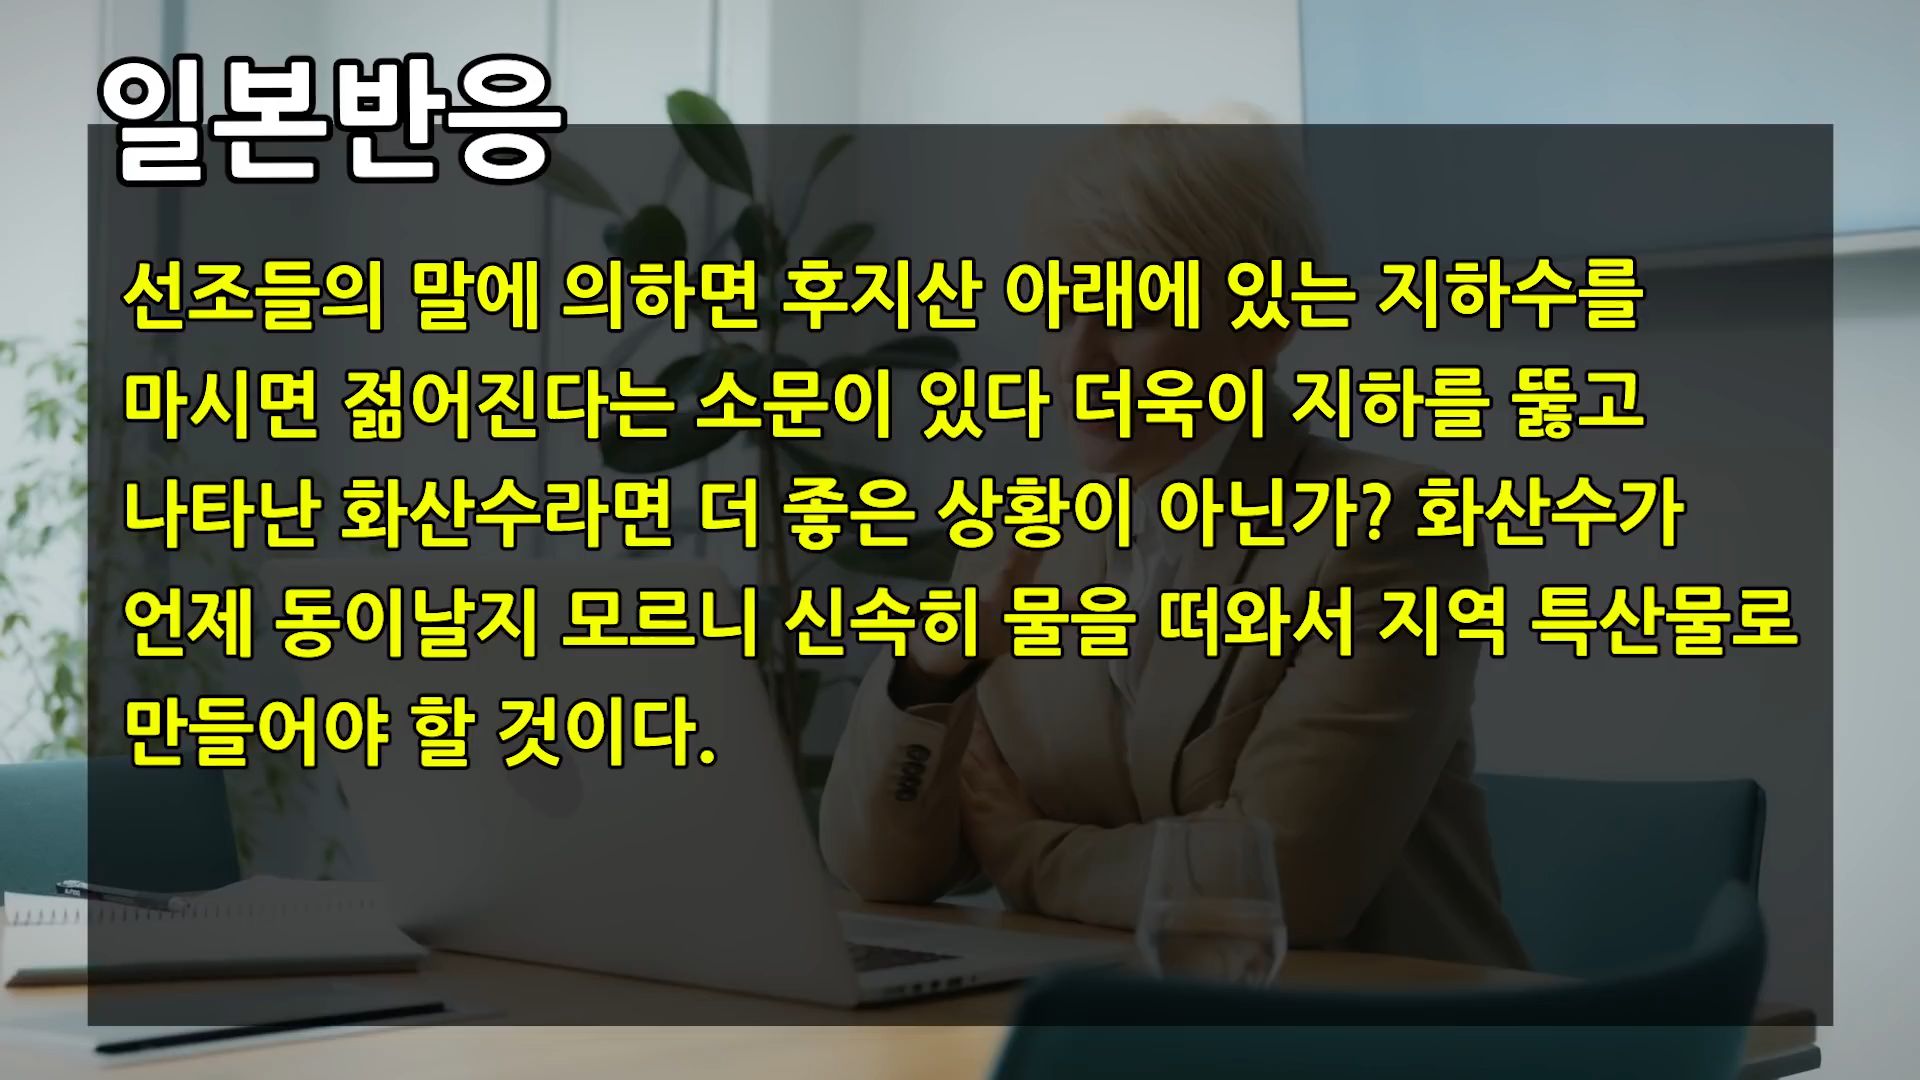 일본반응
선조들의 말에 의하면 후지산 아래에 있는 지하수를
마시면 젊어진다는 소문이 있다 더욱이 지하를 뚫고
나타난 화산수라면 더 좋은 상황이 아닌가? 화산수가
언제 동이날지 모르니 신속히 물을 떠와서 지역 특산물로
만들어야 할 것이다.